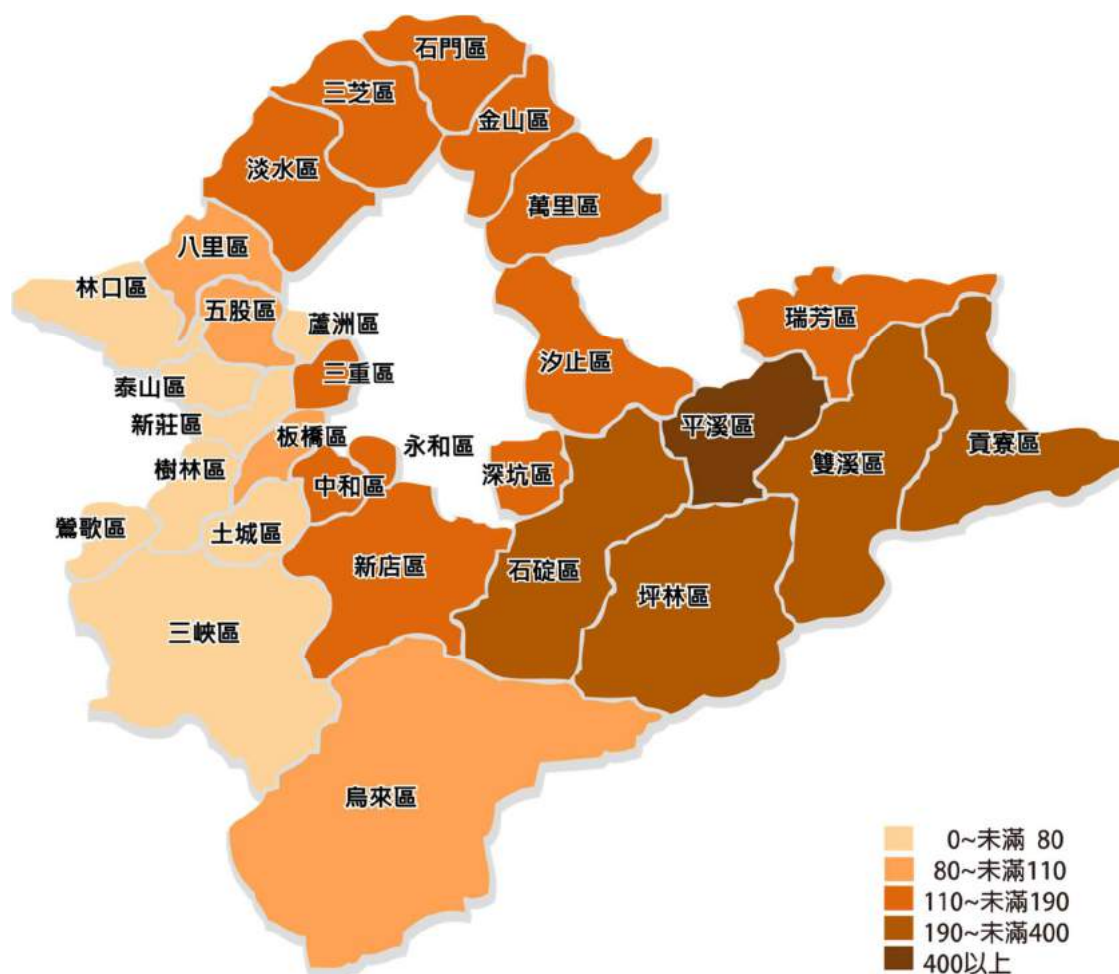 石門區
三芝區
金山區
淡水區
萬里區
八里區
林口區
五股區
蘆洲區
瑞芳區
汐止區
三重區
泰山區
平溪區
新莊區
板橋區
永和區
貢寮區
雙溪區
樹林區
深坑區
中和區
鶯歌區
土城區
新店區
石碇區
坪林區
三峽區
烏來區
0~未滿 80
80~未滿110
110~未滿190
190~未滿400
400以上